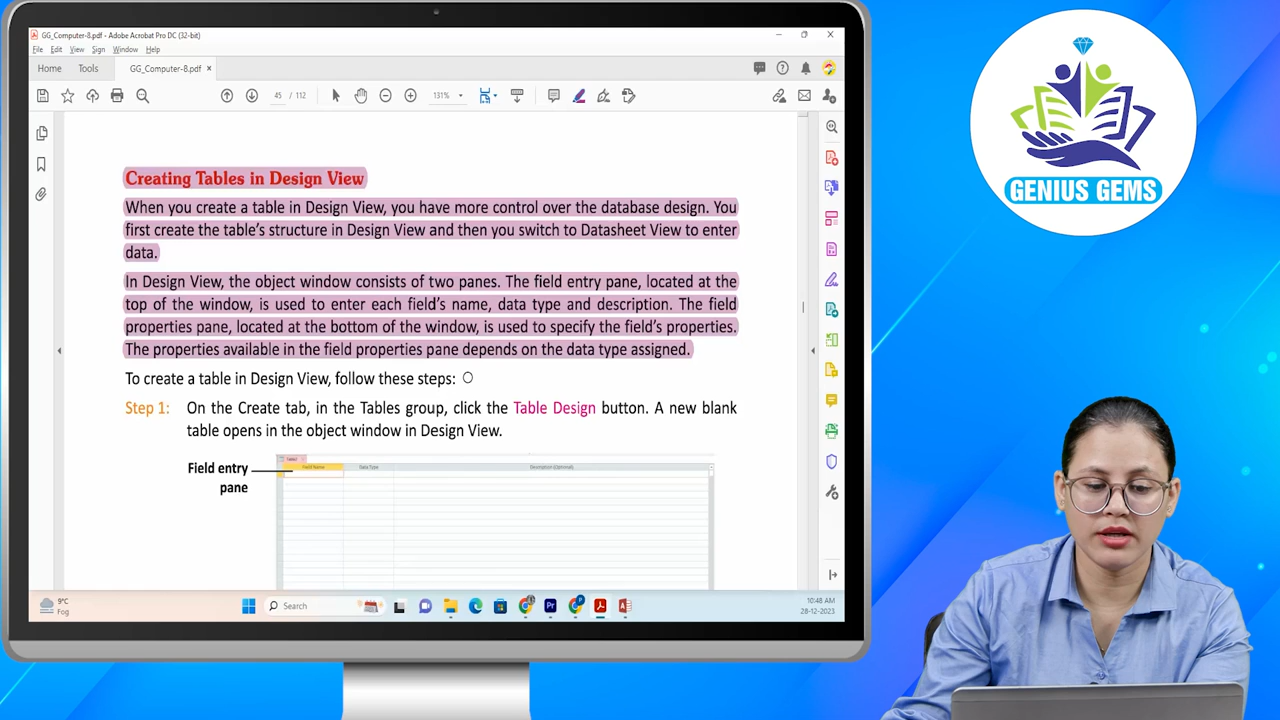 GG_Computer-8.pdf - Adobe Acrobat Pro DC (32-bit)
File Edit View Sign Window Help
Home Tools GG_Computer-8.pdf ×
45 / 112 131%
Creating Tables in Design View
When you create a table in Design View, you have more control over the database design. You
first create the table's structure in Design View and then you switch to Datasheet View to enter
data.
In Design View, the object window consists of two panes. The field entry pane, located at the
top of the window, is used to enter each field's name, data type and description. The field
properties pane, located at the bottom of the window, is used to specify the field's properties.
The properties available in the field properties pane depends on the data type assigned.
To create a table in Design View, follow these steps:
Step 1: On the Create tab, in the Tables group, click the Table Design button. A new blank
table opens in the object window in Design View.
Field entry
pane
Table1
Field Name Data Type Description (Optional)
9°C
Fog
Search
10:48 AM
28-12-2023
GENIUS GEMS